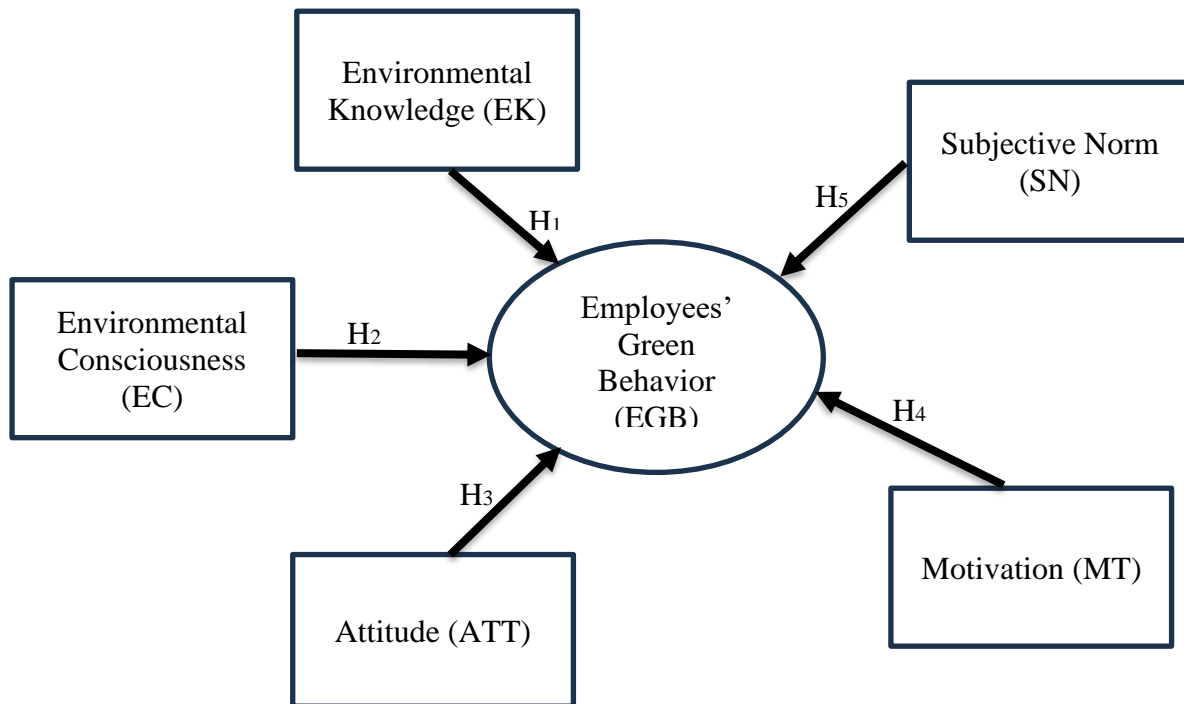 Environmental
Knowledge (EK)
Subjective Norm
(SN)
H1
H5
Environmental
Consciousness
(EC)
H2
Employees’
Green
Behavior
(EGB)
H4
H3
Attitude (ATT)
Motivation (MT)